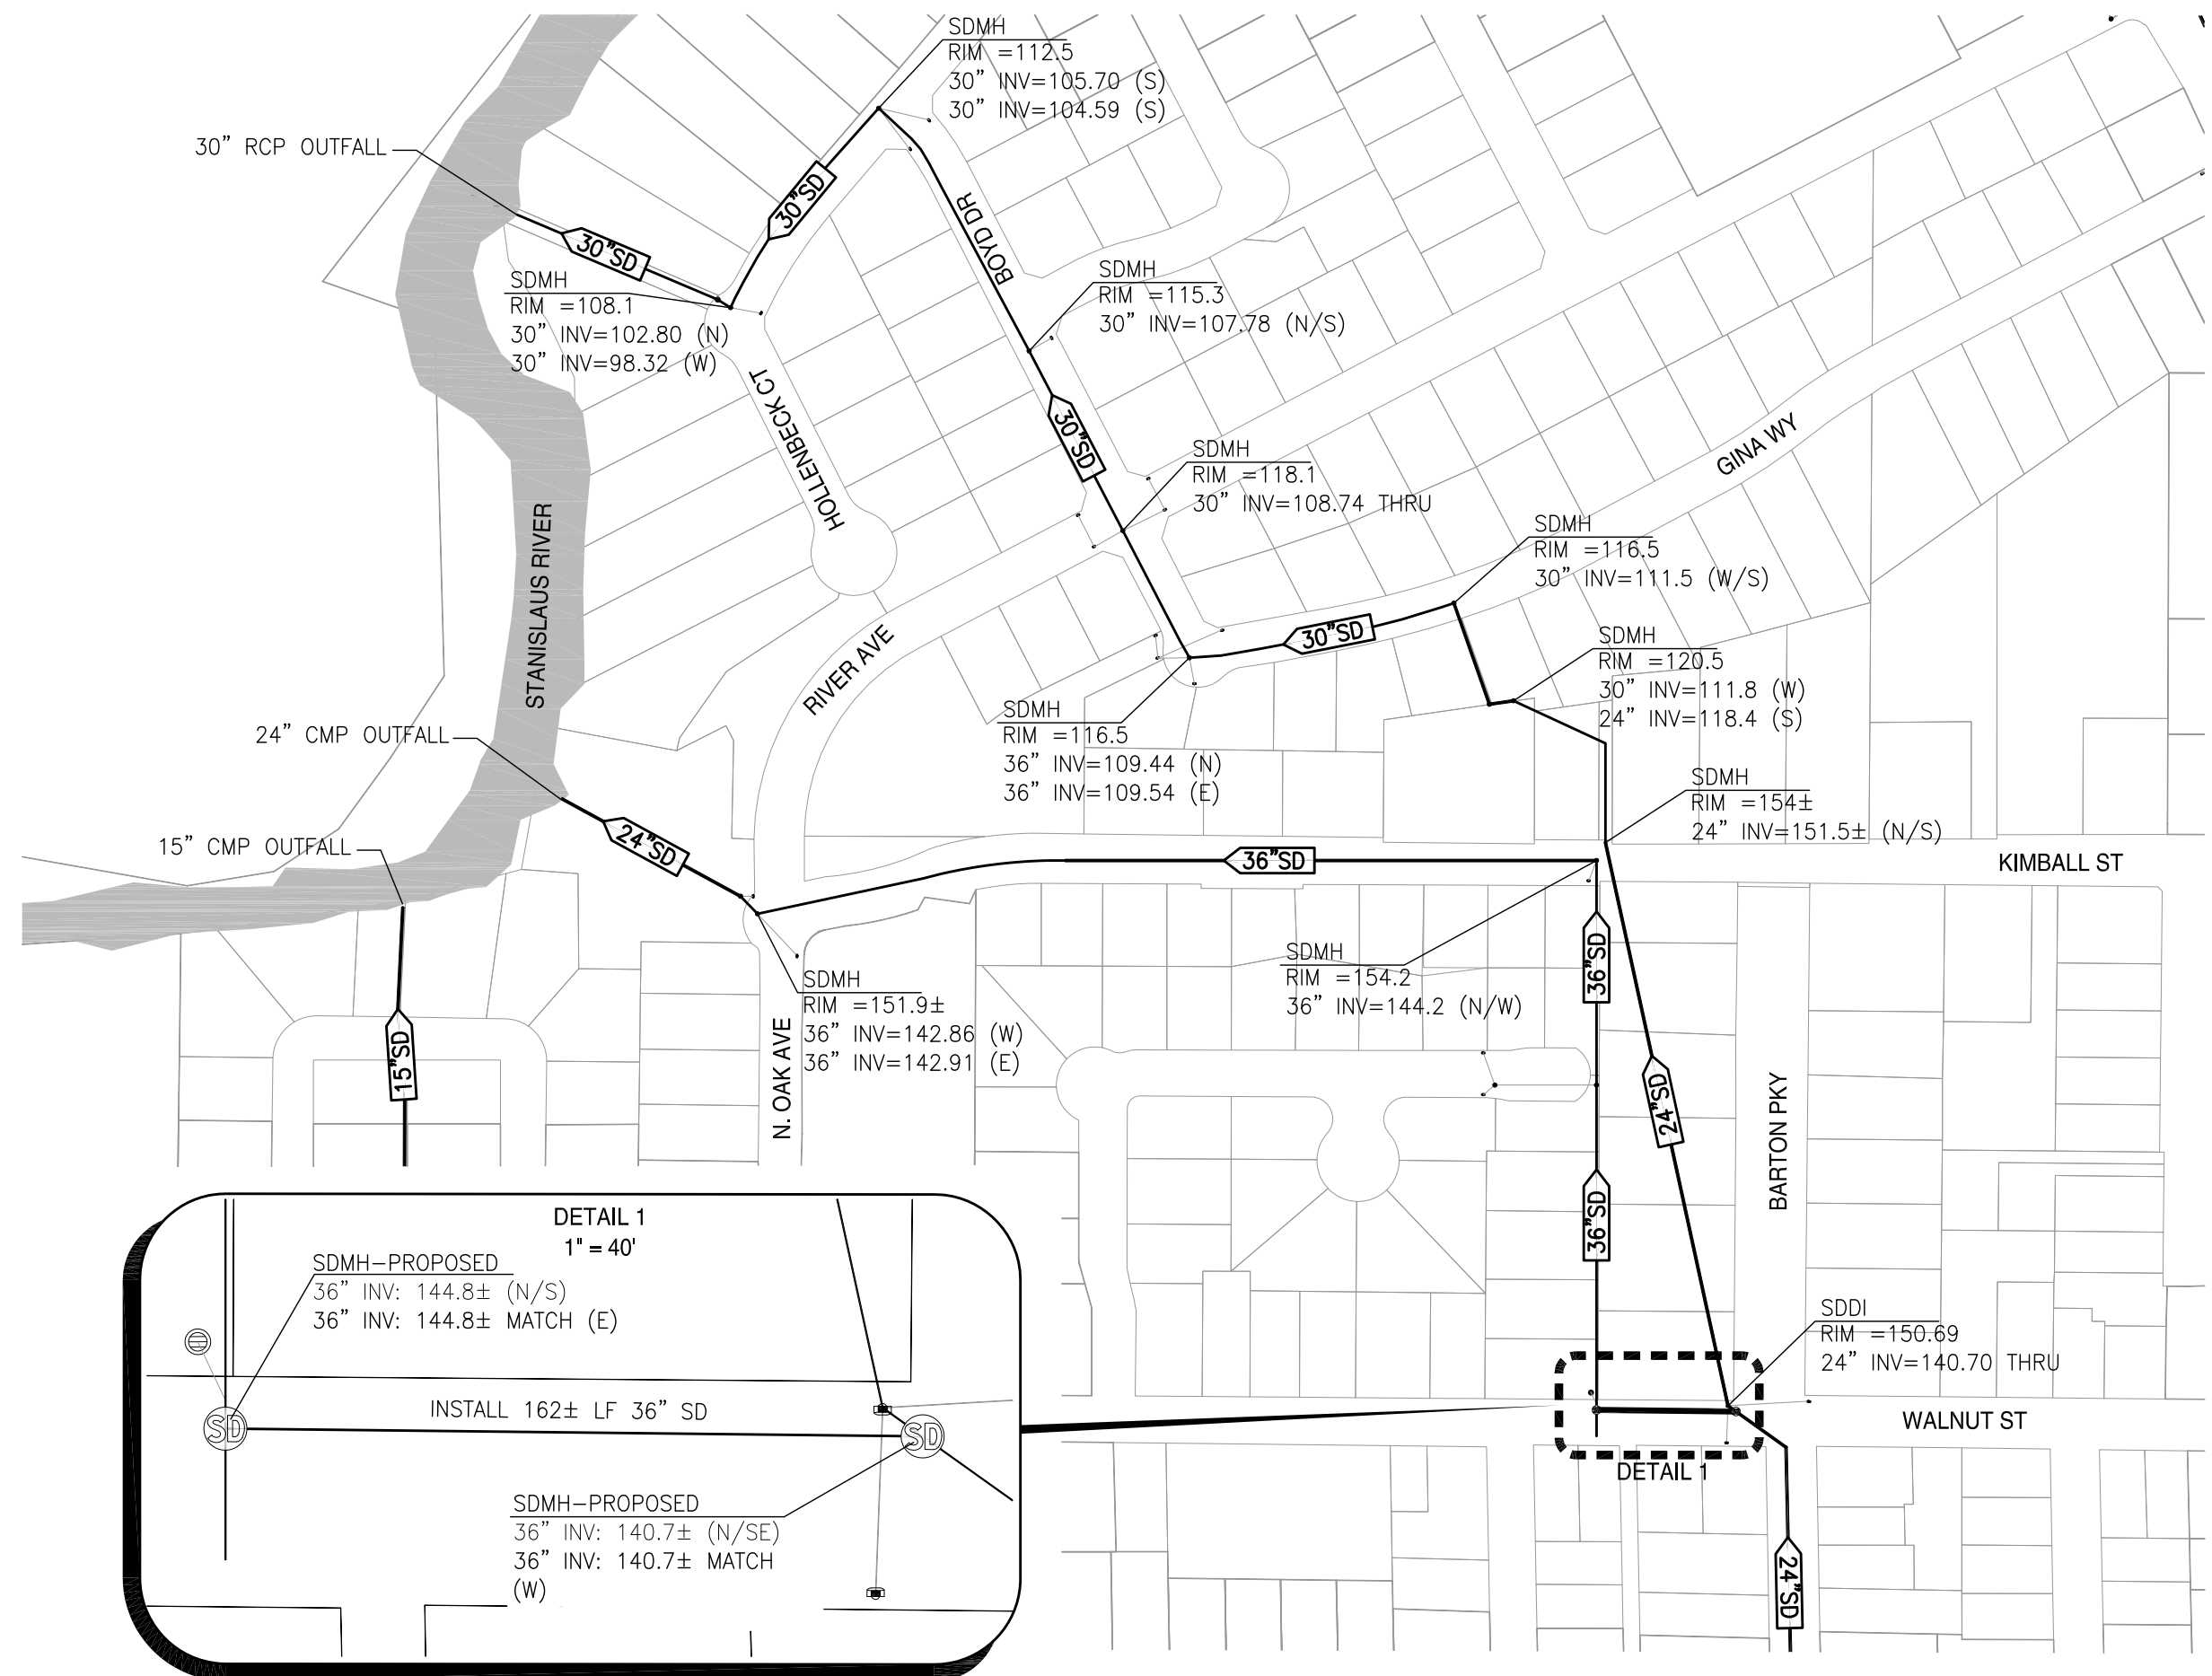 SDMH
RIM =112.5
30" INV=105.70 (S)
30" INV=104.59 (S)
30" RCP OUTFALL
30"SD
30"SD
BOYD DR
SDMH
RIM =108.1
30" INV=102.80 (N)
30" INV=98.32 (W)
SDMH
RIM =115.3
30" INV=107.78 (N/S)
HOLLENBECK CT
30"SD
GINA WY
SDMH
RIM =118.1
30" INV=108.74 THRU
STANISLAUS RIVER
SDMH
RIM =116.5
30" INV=111.5 (W/S)
30"SD
RIVER AVE
SDMH
RIM =120.5
30" INV=111.8 (W)
24" INV=118.4 (S)
SDMH
RIM =116.5
36" INV=109.44 (N)
36" INV=109.54 (E)
24" CMP OUTFALL
SDMH
RIM =154±
24" INV=151.5± (N/S)
15" CMP OUTFALL
24"SD
36"SD
KIMBALL ST
SDMH
RIM =154.2
36" INV=144.2 (N/W)
36"SD
SDMH
RIM =151.9±
36" INV=142.86 (W)
36" INV=142.91 (E)
15"SD
N. OAK AVE
24"SD
BARTON PKY
36"SD
DETAIL 1
1" = 40'
SDMH-PROPOSED
36" INV: 144.8± (N/S)
36" INV: 144.8± MATCH (E)
INSTALL 162± LF 36" SD
SD
SD
SDMH-PROPOSED
36" INV: 140.7± (N/SE)
36" INV: 140.7± MATCH
(W)
SDDI
RIM =150.69
24" INV=140.70 THRU
WALNUT ST
DETAIL 1
24"SD